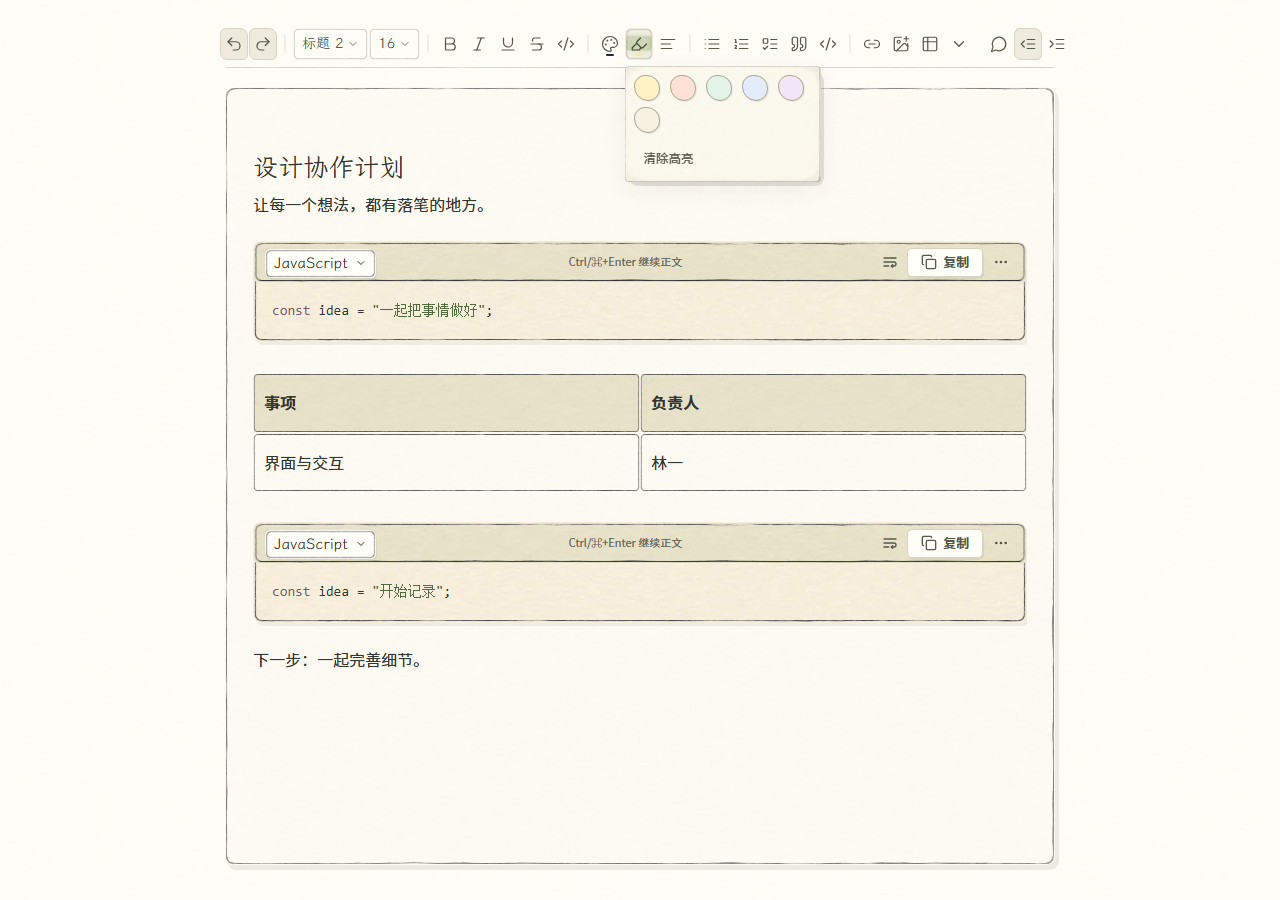 标题 2
16
清除高亮
设计协作计划
让每一个想法，都有落笔的地方。
JavaScript
Ctrl/⌘+Enter 继续正文
复制
const idea = "一起把事情做好";
事项
负责人
界面与交互
林一
JavaScript
Ctrl/⌘+Enter 继续正文
复制
const idea = "开始记录";
下一步：一起完善细节。